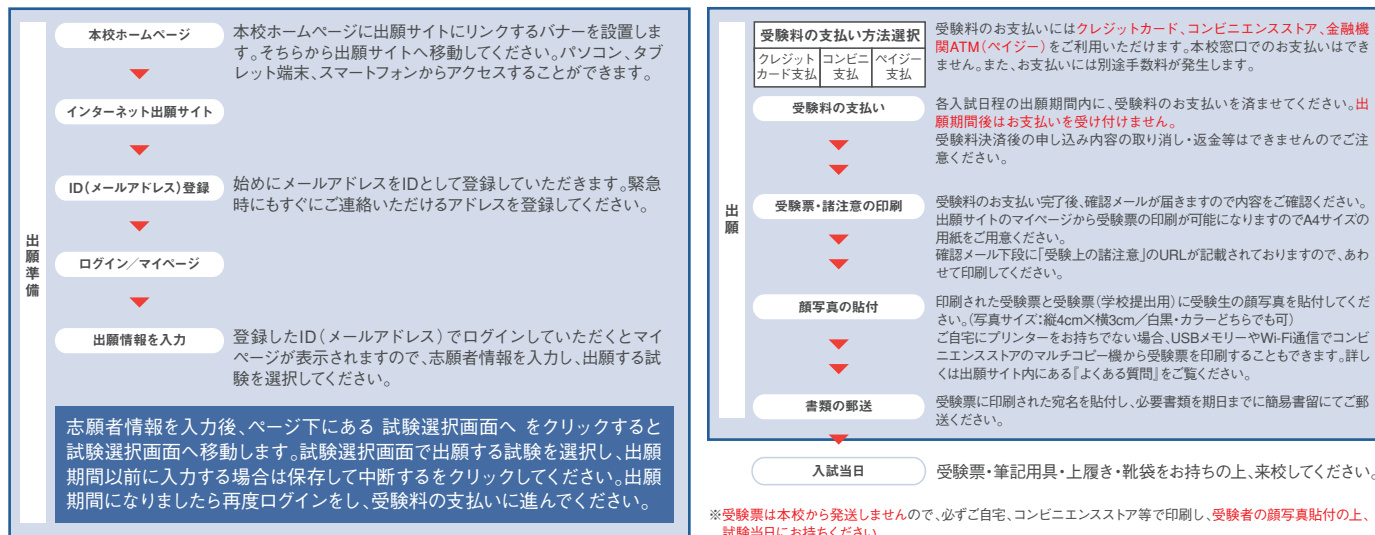 出願準備
本校ホームページ
本校ホームページに出願サイトにリンクするバナーを設置しま
す。そちらから出願サイトへ移動してください。パソコン、タブ
レット端末、スマートフォンからアクセスすることができます。
インターネット出願サイト
ID(メールアドレス)登録
始めにメールアドレスをIDとして登録していただきます。緊急
時にもすぐにご連絡いただけるアドレスを登録してください。
ログイン／マイページ
出願情報を入力
登録したID(メールアドレス)でログインしていただくとマイ
ページが表示されますので、志願者情報を入力し、出願する試
験を選択してください。
志願者情報を入力後、ページ下にある 試験選択画面へ をクリックすると
試験選択画面へ移動します。試験選択画面で出願する試験を選択し、出願
期間以前に入力する場合は保存して中断するをクリックしてください。出願
期間になりましたら再度ログインをし、受験料の支払いに進んでください。
出願
受験料の支払い方法選択
クレジットカード支払
コンビニ支払
ペイジー支払
受験料のお支払いにはクレジットカード、コンビニエンスストア、金融機
関ATM(ペイジー)をご利用いただけます。本校窓口でのお支払いはでき
ません。また、お支払いには別途手数料が発生します。
受験料の支払い
各入試日程の出願期間内に、受験料のお支払いを済ませてください。出
願期間後はお支払いを受け付けません。
受験料決済後の申し込み内容の取り消し・返金等はできませんのでご注
意ください。
受験票・諸注意の印刷
受験料のお支払い完了後、確認メールが届きますので内容をご確認ください。
出願サイトのマイページから受験票の印刷が可能になりますのでA4サイズの
用紙をご用意ください。
確認メール下段に「受験上の諸注意」のURLが記載されておりますので、あわ
せて印刷してください。
顔写真の貼付
印刷された受験票と受験票(学校提出用)に受験生の顔写真を貼付してくだ
さい。(写真サイズ:縦4cm×横3cm／白黒・カラーどちらでも可)
ご自宅にプリンターをお持ちでない場合、USBメモリーやWi-Fi通信でコンビ
ニエンスストアのマルチコピー機から受験票を印刷することもできます。詳し
くは出願サイト内にある『よくある質問』をご覧ください。
書類の郵送
受験票に印刷された宛名を貼付し、必要書類を期日までに簡易書留にてご郵
送ください。
入試当日
受験票・筆記用具・上履き・靴袋をお持ちの上、来校してください。
※受験票は本校から発送しませんので、必ずご自宅、コンビニエンスストア等で印刷し、受験者の顔写真貼付の上、
試験当日にお持ちください